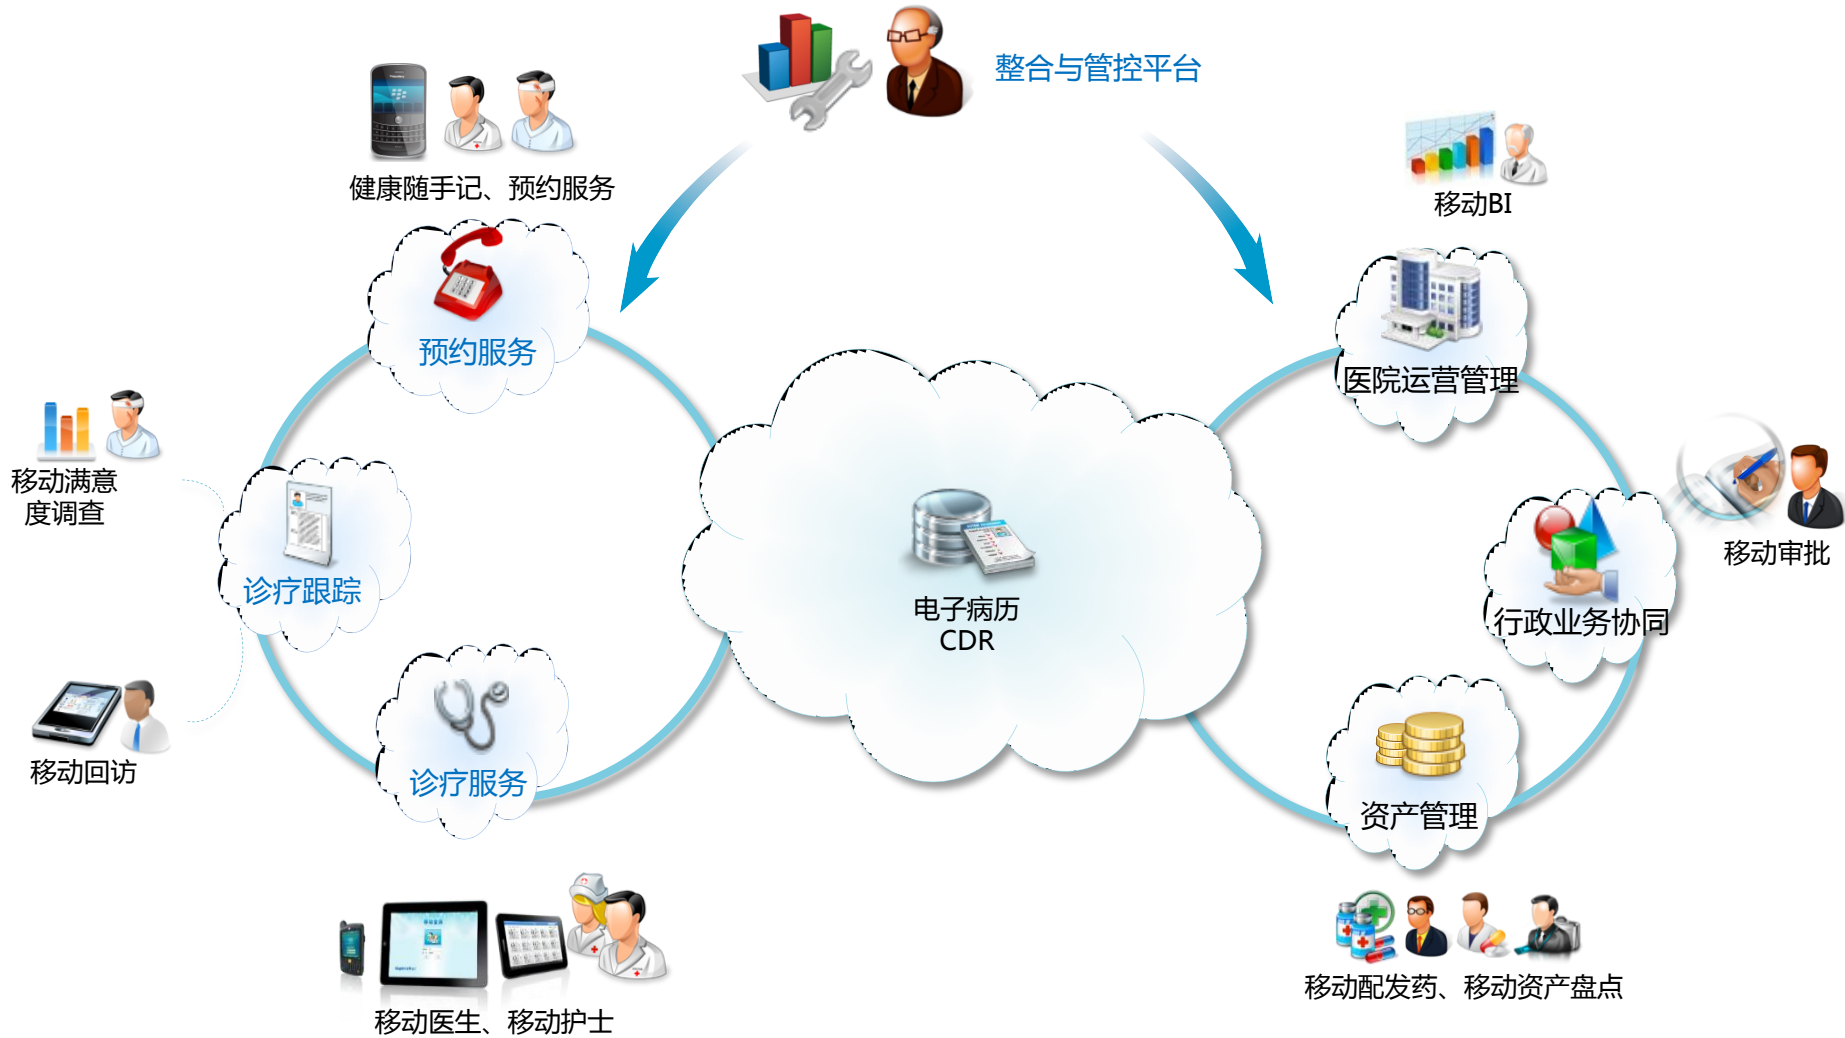 整合与管控平台
健康随手记、预约服务
移动BI
预约服务
医院运营管理
移动满意
度调查
诊疗跟踪
电子病历
CDR
移动审批
行政业务协同
移动回访
诊疗服务
资产管理
移动配发药、移动资产盘点
移动医生、移动护士